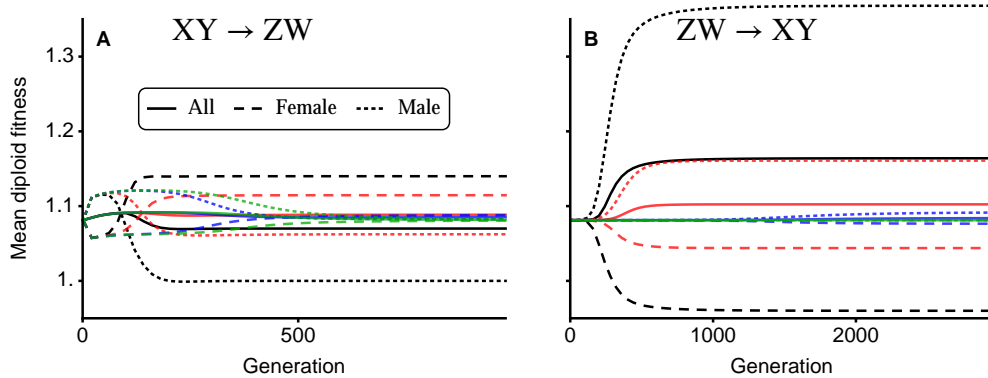 A
XY → ZW
B
ZW → XY
Mean diploid fitness
1.3
1.2
1.1
1.
All
Female
Male
0
500
Generation
0
1000
2000
Generation